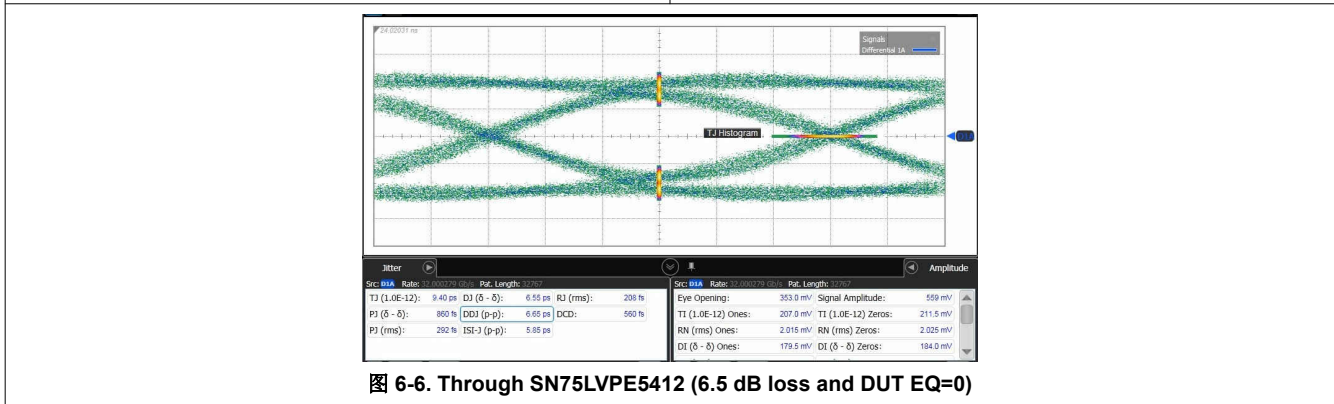 24.02031 ns
Signals
Differential 1A
TJ Histogram
Jitter
Amplitude
Src: D1A Rate: 32.000279 Gb/s Pat. Length: 32767
TJ (1.0E-12): 9.40 ps DJ (δ - δ): 6.55 ps RJ (rms): 208 fs
PJ (δ - δ): 860 fs DDJ (p-p): 6.65 ps DCD: 560 fs
PJ (rms): 292 fs ISI-J (p-p): 5.85 ps
Src: D1A Rate: 32.000279 Gb/s Pat. Length: 32767
Eye Opening: 353.0 mV Signal Amplitude: 559 mV
TI (1.0E-12) Ones: 207.0 mV TI (1.0E-12) Zeros: 211.5 mV
RN (rms) Ones: 2.015 mV RN (rms) Zeros: 2.025 mV
DI (δ - δ) Ones: 179.5 mV DI (δ - δ) Zeros: 184.0 mV
图 6-6. Through SN75LVPE5412 (6.5 dB loss and DUT EQ=0)